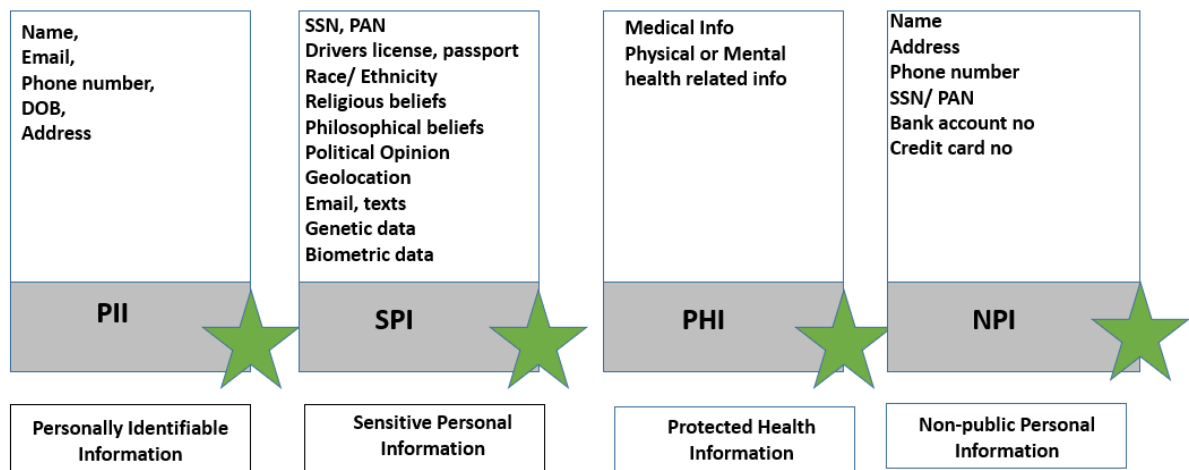 Name,
Email,
Phone number,
DOB,
Address
PII
Personally Identifiable
Information
SSN, PAN
Drivers license, passport
Race/ Ethnicity
Religious beliefs
Philosophical beliefs
Political Opinion
Geolocation
Email, texts
Genetic data
Biometric data
SPI
Sensitive Personal
Information
Medical Info
Physical or Mental
health related info
PHI
Protected Health
Information
Name
Address
Phone number
SSN/ PAN
Bank account no
Credit card no
NPI
Non-public Personal
Information